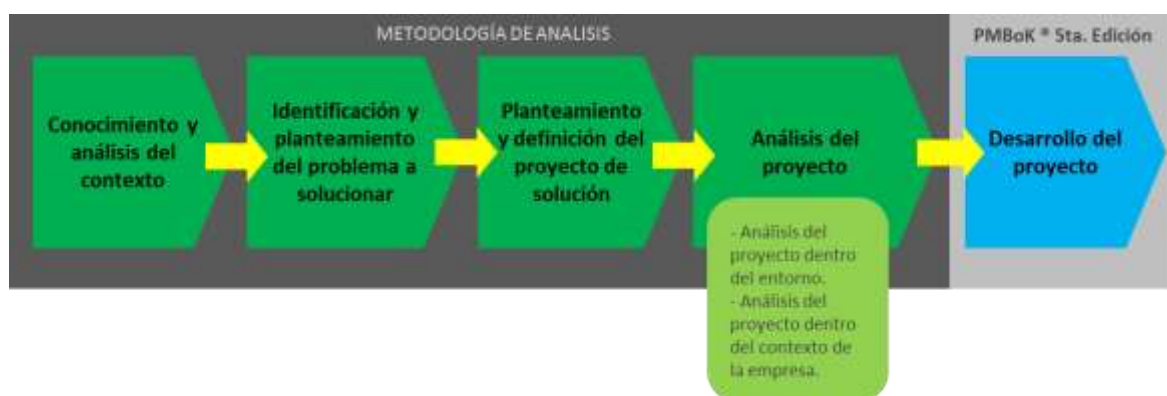 METODOLOGÍA DE ANALISIS
PMBoK ® 5ta. Edición
Conocimiento y
análisis del
contexto
Identificación y
planteamiento
del problema a
solucionar
Planteamiento
y definición del
proyecto de
solución
Análisis del
proyecto
Desarrollo del
proyecto
- Análisis del
proyecto dentro
del entorno.
- Análisis del
proyecto dentro
del contexto de
la empresa.